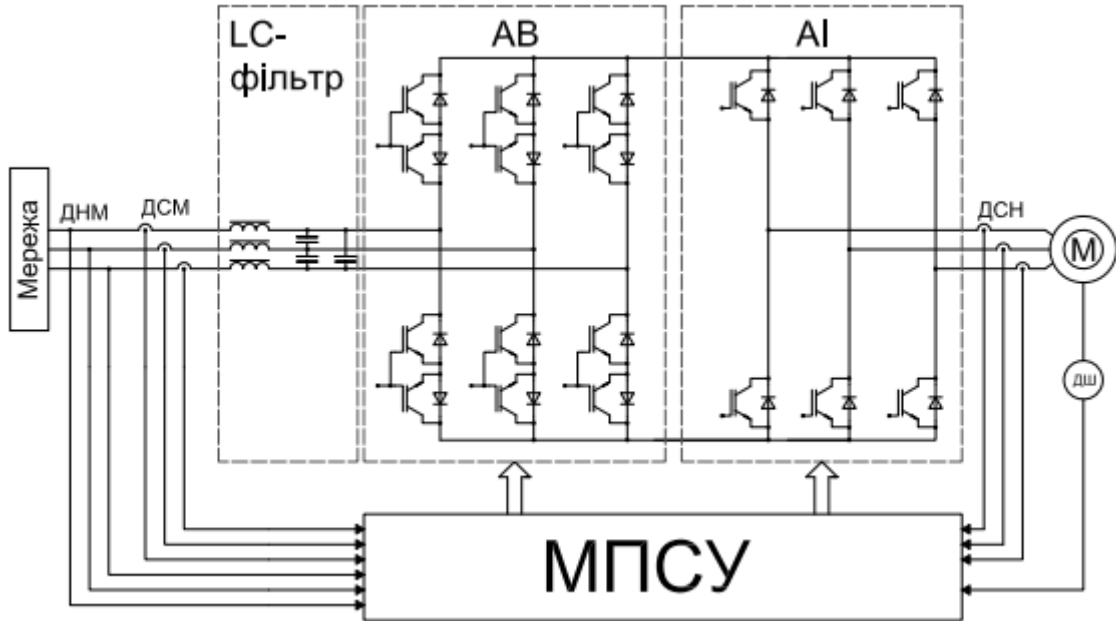 LC-
фільтр
АВ
АІ
Мережа
ДНМ
ДСМ
ДСН
М
ДШ
МПСУ